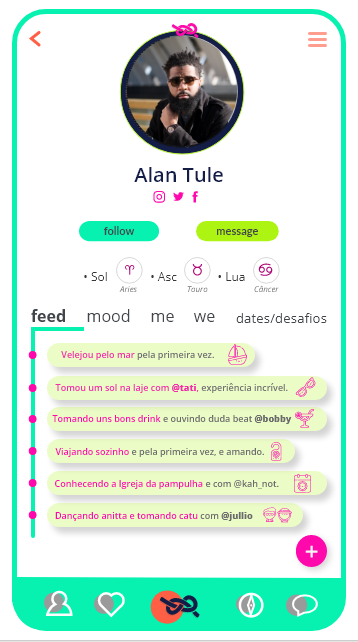 Alan Tule
follow
message
• Sol
• Asc
• Lua
Aries
Touro
Câncer
feed
mood
me
we
dates/desafios
Velejou pelo mar pela primeira vez.
Tomou um sol na laje com @tati, experiência incrível.
Tomando uns bons drink e ouvindo duda beat @bobby
Viajando sozinho e pela primeira vez, e amando.
Conhecendo a Igreja da pampulha e com @kah_not.
Dançando anitta e tomando catu com @jullio